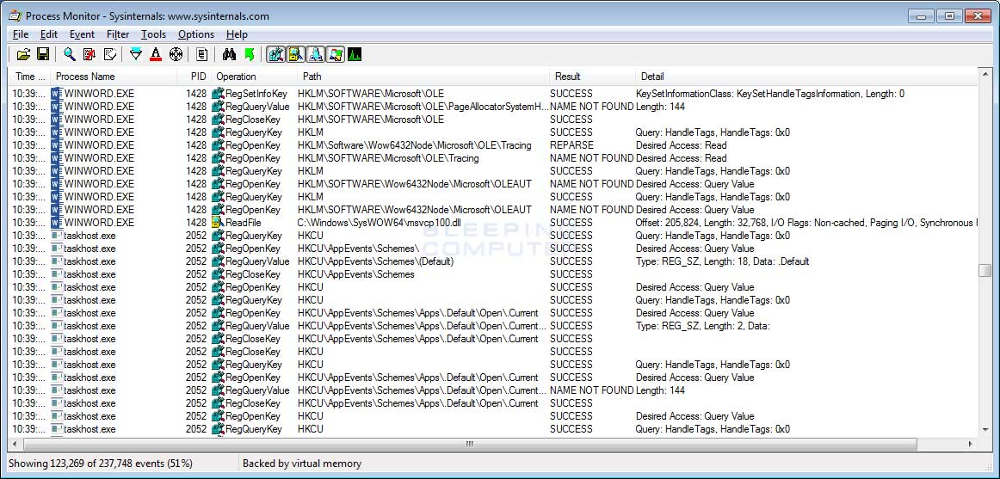 Process Monitor - Sysinternals: www.sysinternals.com
File Edit Event Filter Tools Options Help
Time ... Process Name PID Operation Path Result Detail
10:39:... WINWORD.EXE 1428 RegSetInfoKey HKLM\SOFTWARE\Microsoft\OLE SUCCESS KeySetInformationClass: KeySetHandleTagsInformation, Length: 0
10:39:... WINWORD.EXE 1428 RegQueryValue HKLM\SOFTWARE\Microsoft\OLE\PageAllocatorSystemH... NAME NOT FOUND Length: 144
10:39:... WINWORD.EXE 1428 RegCloseKey HKLM\SOFTWARE\Microsoft\OLE SUCCESS
10:39:... WINWORD.EXE 1428 RegQueryKey HKLM SUCCESS Query: HandleTags, HandleTags: 0x0
10:39:... WINWORD.EXE 1428 RegOpenKey HKLM\Software\Wow6432Node\Microsoft\OLE\Tracing REPARSE Desired Access: Read
10:39:... WINWORD.EXE 1428 RegOpenKey HKLM\SOFTWARE\Microsoft\OLE\Tracing NAME NOT FOUND Desired Access: Read
10:39:... WINWORD.EXE 1428 RegQueryKey HKLM SUCCESS Query: HandleTags, HandleTags: 0x0
10:39:... WINWORD.EXE 1428 RegOpenKey HKLM\SOFTWARE\Wow6432Node\Microsoft\OLEAUT NAME NOT FOUND Desired Access: Query Value
10:39:... WINWORD.EXE 1428 RegQueryKey HKLM SUCCESS Query: HandleTags, HandleTags: 0x0
10:39:... WINWORD.EXE 1428 RegOpenKey HKLM\SOFTWARE\Wow6432Node\Microsoft\OLEAUT NAME NOT FOUND Desired Access: Query Value
10:39:... WINWORD.EXE 1428 ReadFile C:\Windows\SysWOW64\msvcp100.dll SUCCESS Offset: 205,824, Length: 32,768, I/O Flags: Non-cached, Paging I/O, Synchronous
10:39:... taskhost.exe 2052 RegQueryKey HKCU SUCCESS Query: HandleTags, HandleTags: 0x0
10:39:... taskhost.exe 2052 RegOpenKey HKCU\AppEvents\Schemes\ SUCCESS Desired Access: Query Value
10:39:... taskhost.exe 2052 RegQueryValue HKCU\AppEvents\Schemes\(Default) SUCCESS Type: REG_SZ, Length: 18, Data: .Default
10:39:... taskhost.exe 2052 RegCloseKey HKCU\AppEvents\Schemes SUCCESS
10:39:... taskhost.exe 2052 RegOpenKey HKCU SUCCESS Desired Access: Query Value
10:39:... taskhost.exe 2052 RegQueryKey HKCU SUCCESS Query: HandleTags, HandleTags: 0x0
10:39:... taskhost.exe 2052 RegOpenKey HKCU\AppEvents\Schemes\Apps\.Default\Open\.Current SUCCESS Desired Access: Query Value
10:39:... taskhost.exe 2052 RegQueryValue HKCU\AppEvents\Schemes\Apps\.Default\Open\.Current... SUCCESS Type: REG_SZ, Length: 2, Data:
10:39:... taskhost.exe 2052 RegCloseKey HKCU\AppEvents\Schemes\Apps\.Default\Open\.Current SUCCESS
10:39:... taskhost.exe 2052 RegCloseKey HKCU SUCCESS
10:39:... taskhost.exe 2052 RegQueryKey HKCU SUCCESS Query: HandleTags, HandleTags: 0x0
10:39:... taskhost.exe 2052 RegOpenKey HKCU\AppEvents\Schemes\Apps\.Default\Open\.Current SUCCESS Desired Access: Query Value
10:39:... taskhost.exe 2052 RegQueryValue HKCU\AppEvents\Schemes\Apps\.Default\Open\.Current... NAME NOT FOUND Length: 144
10:39:... taskhost.exe 2052 RegCloseKey HKCU\AppEvents\Schemes\Apps\.Default\Open\.Current SUCCESS
10:39:... taskhost.exe 2052 RegOpenKey HKCU SUCCESS Desired Access: Query Value
10:39:... taskhost.exe 2052 RegQueryKey HKCU SUCCESS Query: HandleTags, HandleTags: 0x0
BLEEPING
COMPUTER
Showing 123,269 of 237,748 events (51%) Backed by virtual memory